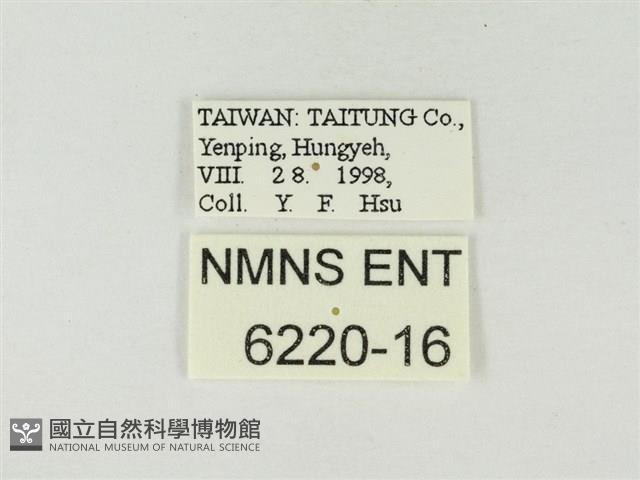 TAIWAN: TAITUNG Co.,
Yenping, Hungyeh,
VIII. 28. 1998,
Coll. Y. F. Hsu
NMNS ENT
6220-16
國立自然科學博物館
NATIONAL MUSEUM OF NATURAL SCIENCE